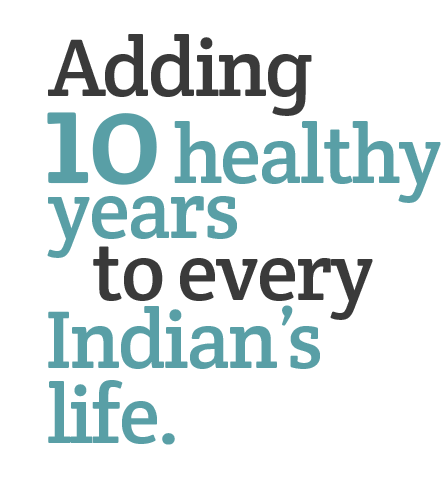 Adding
10 healthy
years
to every
Indian’s
life.